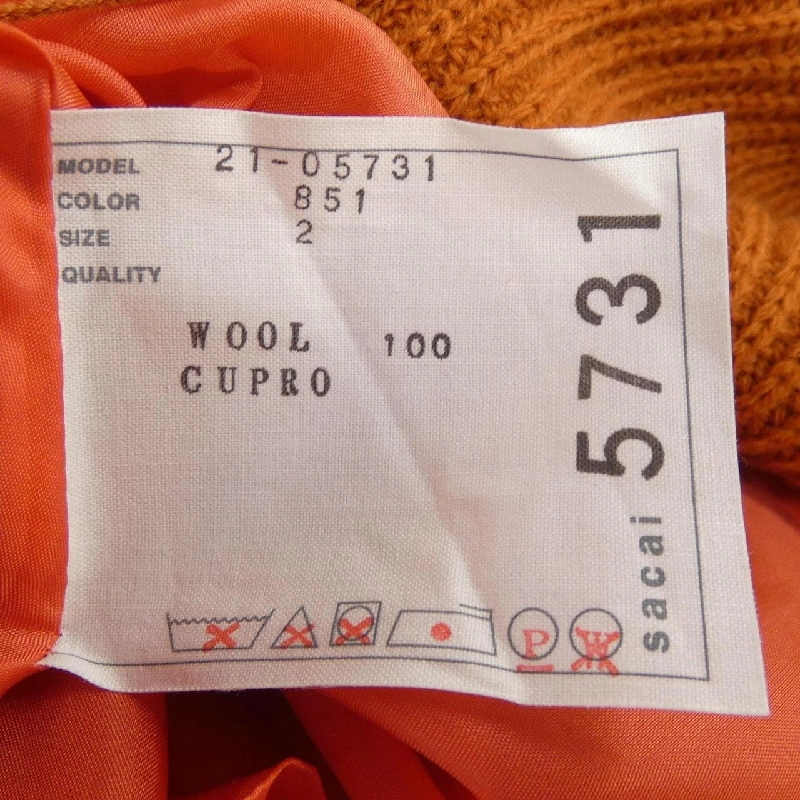 MODEL 21-05731
COLOR 851
SIZE 2
QUALITY
WOOL 100
CUPRO
P W
sacai 5731